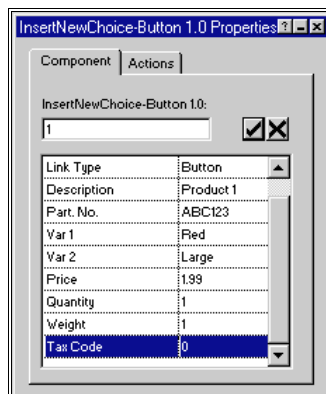 InsertNewChoice-Button 1.0 Properties
Component Actions
InsertNewChoice-Button 1.0:
1
Link Type Button
Description Product 1
Part. No. ABC123
Var 1 Red
Var 2 Large
Price 1.99
Quantity 1
Weight 1
Tax Code 0